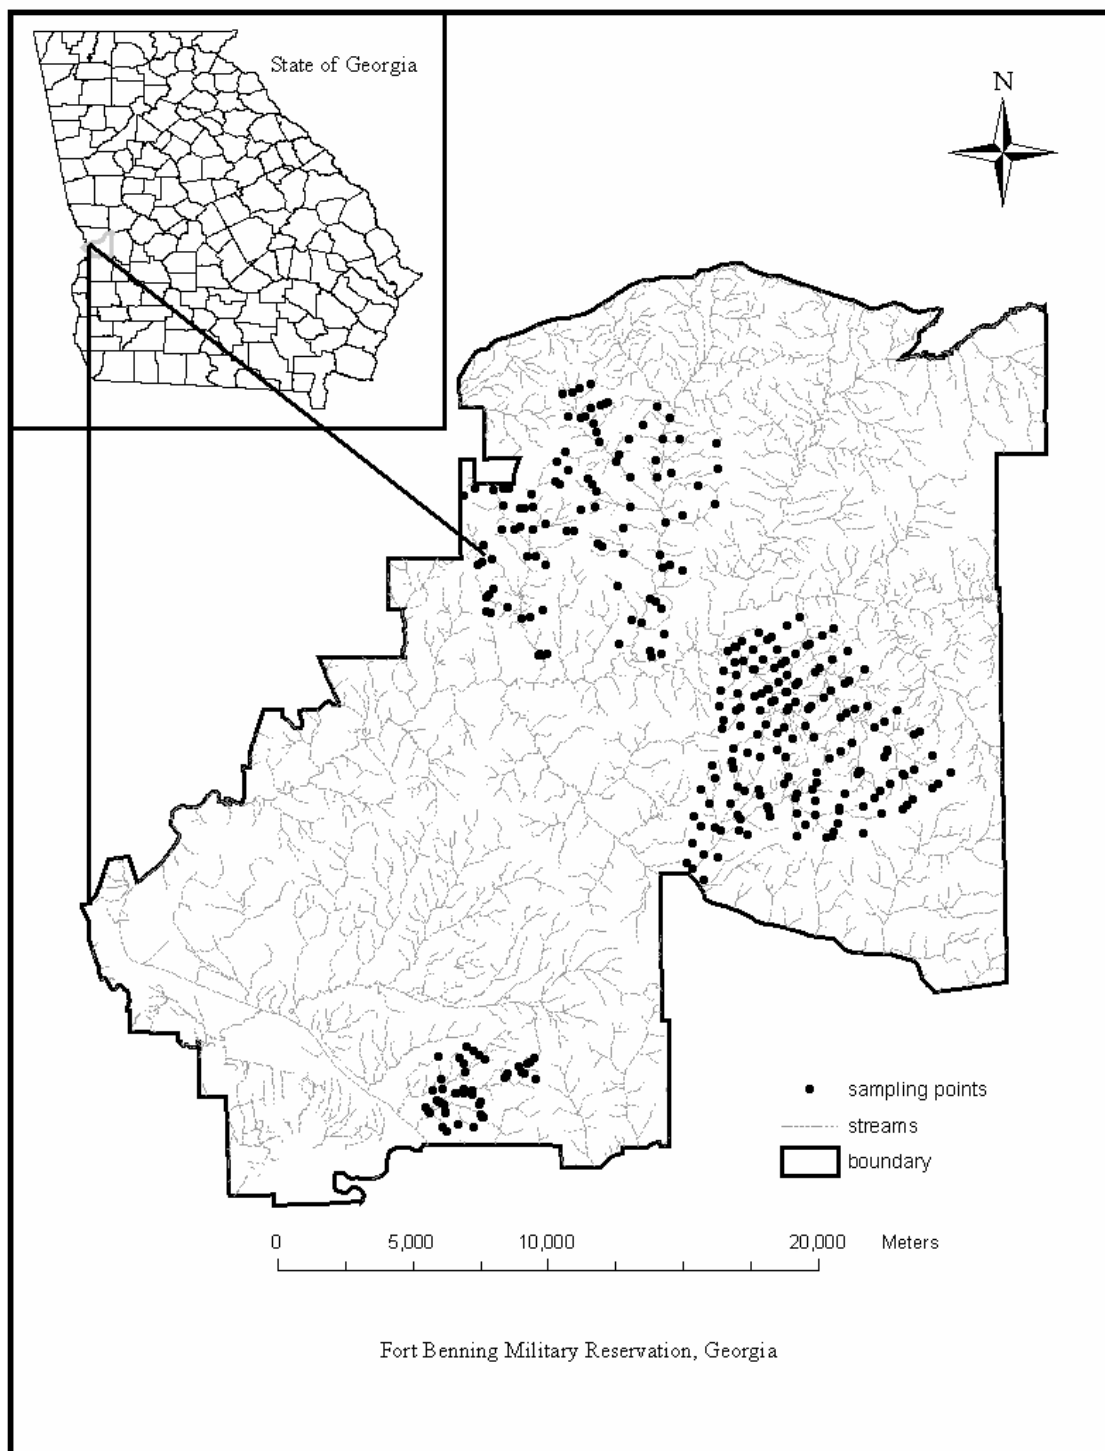 State of Georgia
N
sampling points
streams
boundary
0 5,000 10,000 20,000 Meters
Fort Benning Military Reservation, Georgia